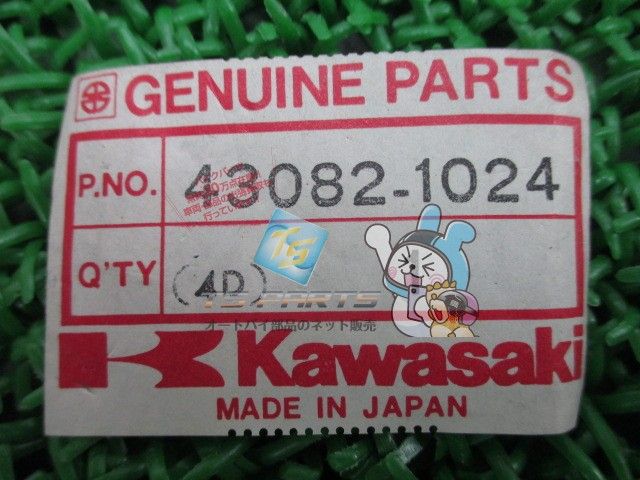 GENUINE PARTS
P.NO. 43082-1024
Q'TY (4D)
TS PARTS
オートバイ部品のネット販売
Kawasaki
MADE IN JAPAN